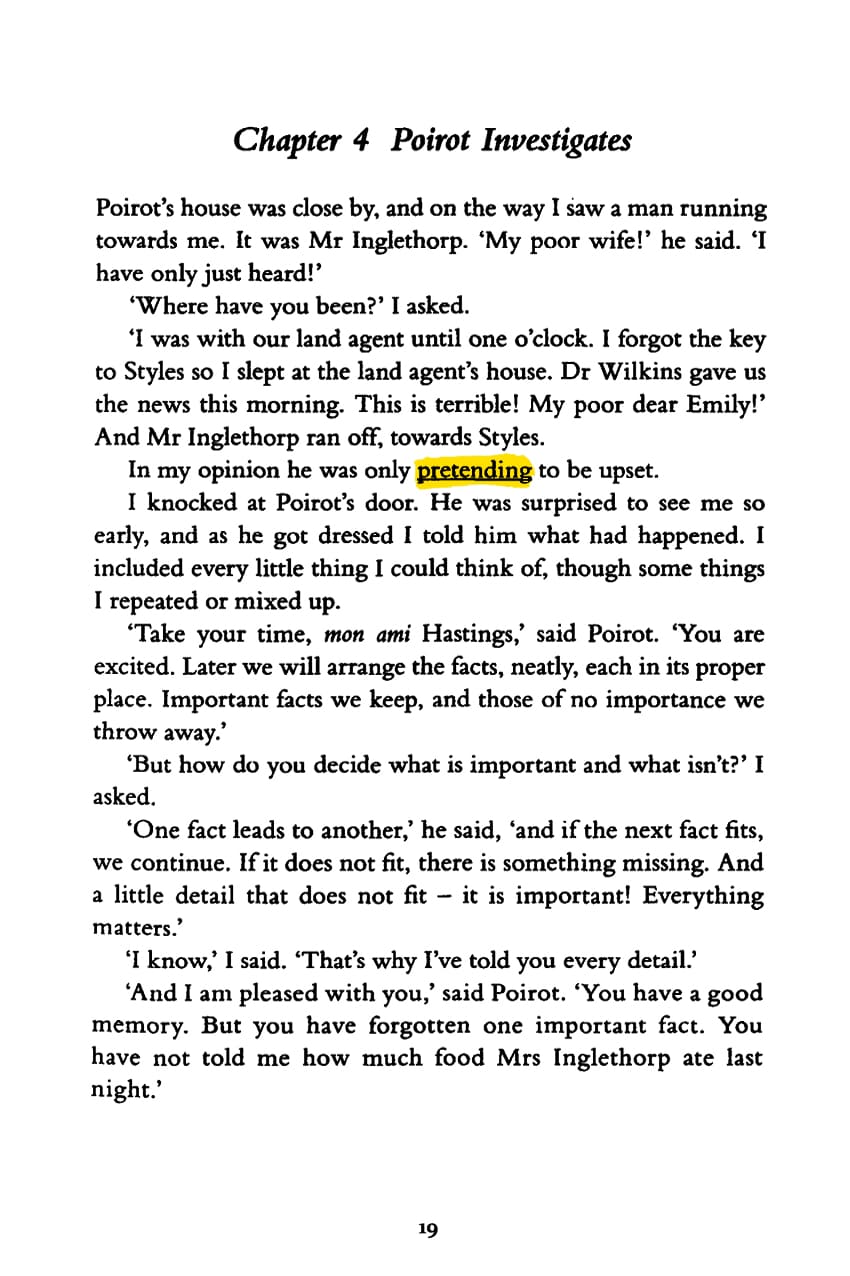 Chapter 4 Poirot Investigates
Poirot’s house was close by, and on the way I saw a man running
towards me. It was Mr Inglethorp. ‘My poor wife!’ he said. ‘I
have only just heard!’
‘Where have you been?’ I asked.
‘I was with our land agent until one o’clock. I forgot the key
to Styles so I slept at the land agent’s house. Dr Wilkins gave us
the news this morning. This is terrible! My poor dear Emily!’
And Mr Inglethorp ran off, towards Styles.
In my opinion he was only pretending to be upset.
I knocked at Poirot’s door. He was surprised to see me so
early, and as he got dressed I told him what had happened. I
included every little thing I could think of, though some things
I repeated or mixed up.
‘Take your time, mon ami Hastings,’ said Poirot. ‘You are
excited. Later we will arrange the facts, neatly, each in its proper
place. Important facts we keep, and those of no importance we
throw away.’
‘But how do you decide what is important and what isn’t?’ I
asked.
‘One fact leads to another,’ he said, ‘and if the next fact fits,
we continue. If it does not fit, there is something missing. And
a little detail that does not fit – it is important! Everything
matters.’
‘I know,’ I said. ‘That’s why I’ve told you every detail.’
‘And I am pleased with you,’ said Poirot. ‘You have a good
memory. But you have forgotten one important fact. You
have not told me how much food Mrs Inglethorp ate last
night.’
19